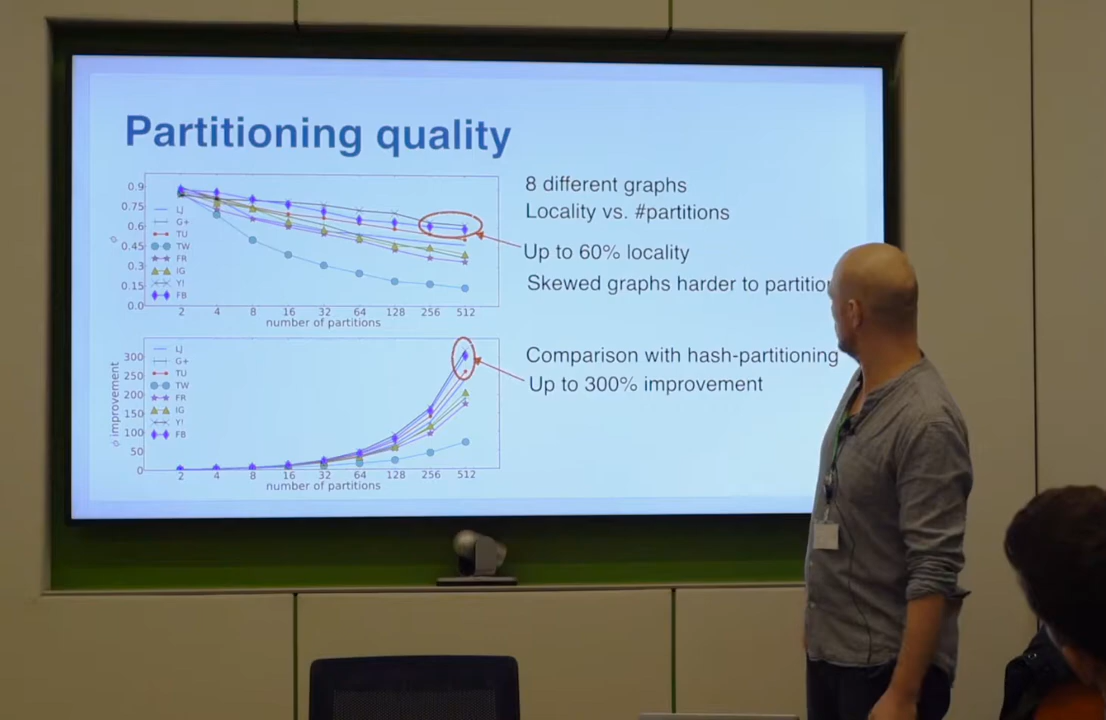 Partitioning quality
8 different graphs
Locality vs. #partitions
Up to 60% locality
Skewed graphs harder to partitio
ϕ
0.9
0.75
0.6
0.45
0.3
0.15
0.0
LJ
G+
TU
TW
FR
IG
Y!
FB
2 4 8 16 32 64 128 256 512
number of partitions
Comparison with hash-partitioning
Up to 300% improvement
ϕ improvement
300
250
200
150
100
50
0
LJ
G+
TU
TW
FR
IG
Y!
FB
2 4 8 16 32 64 128 256 512
number of partitions